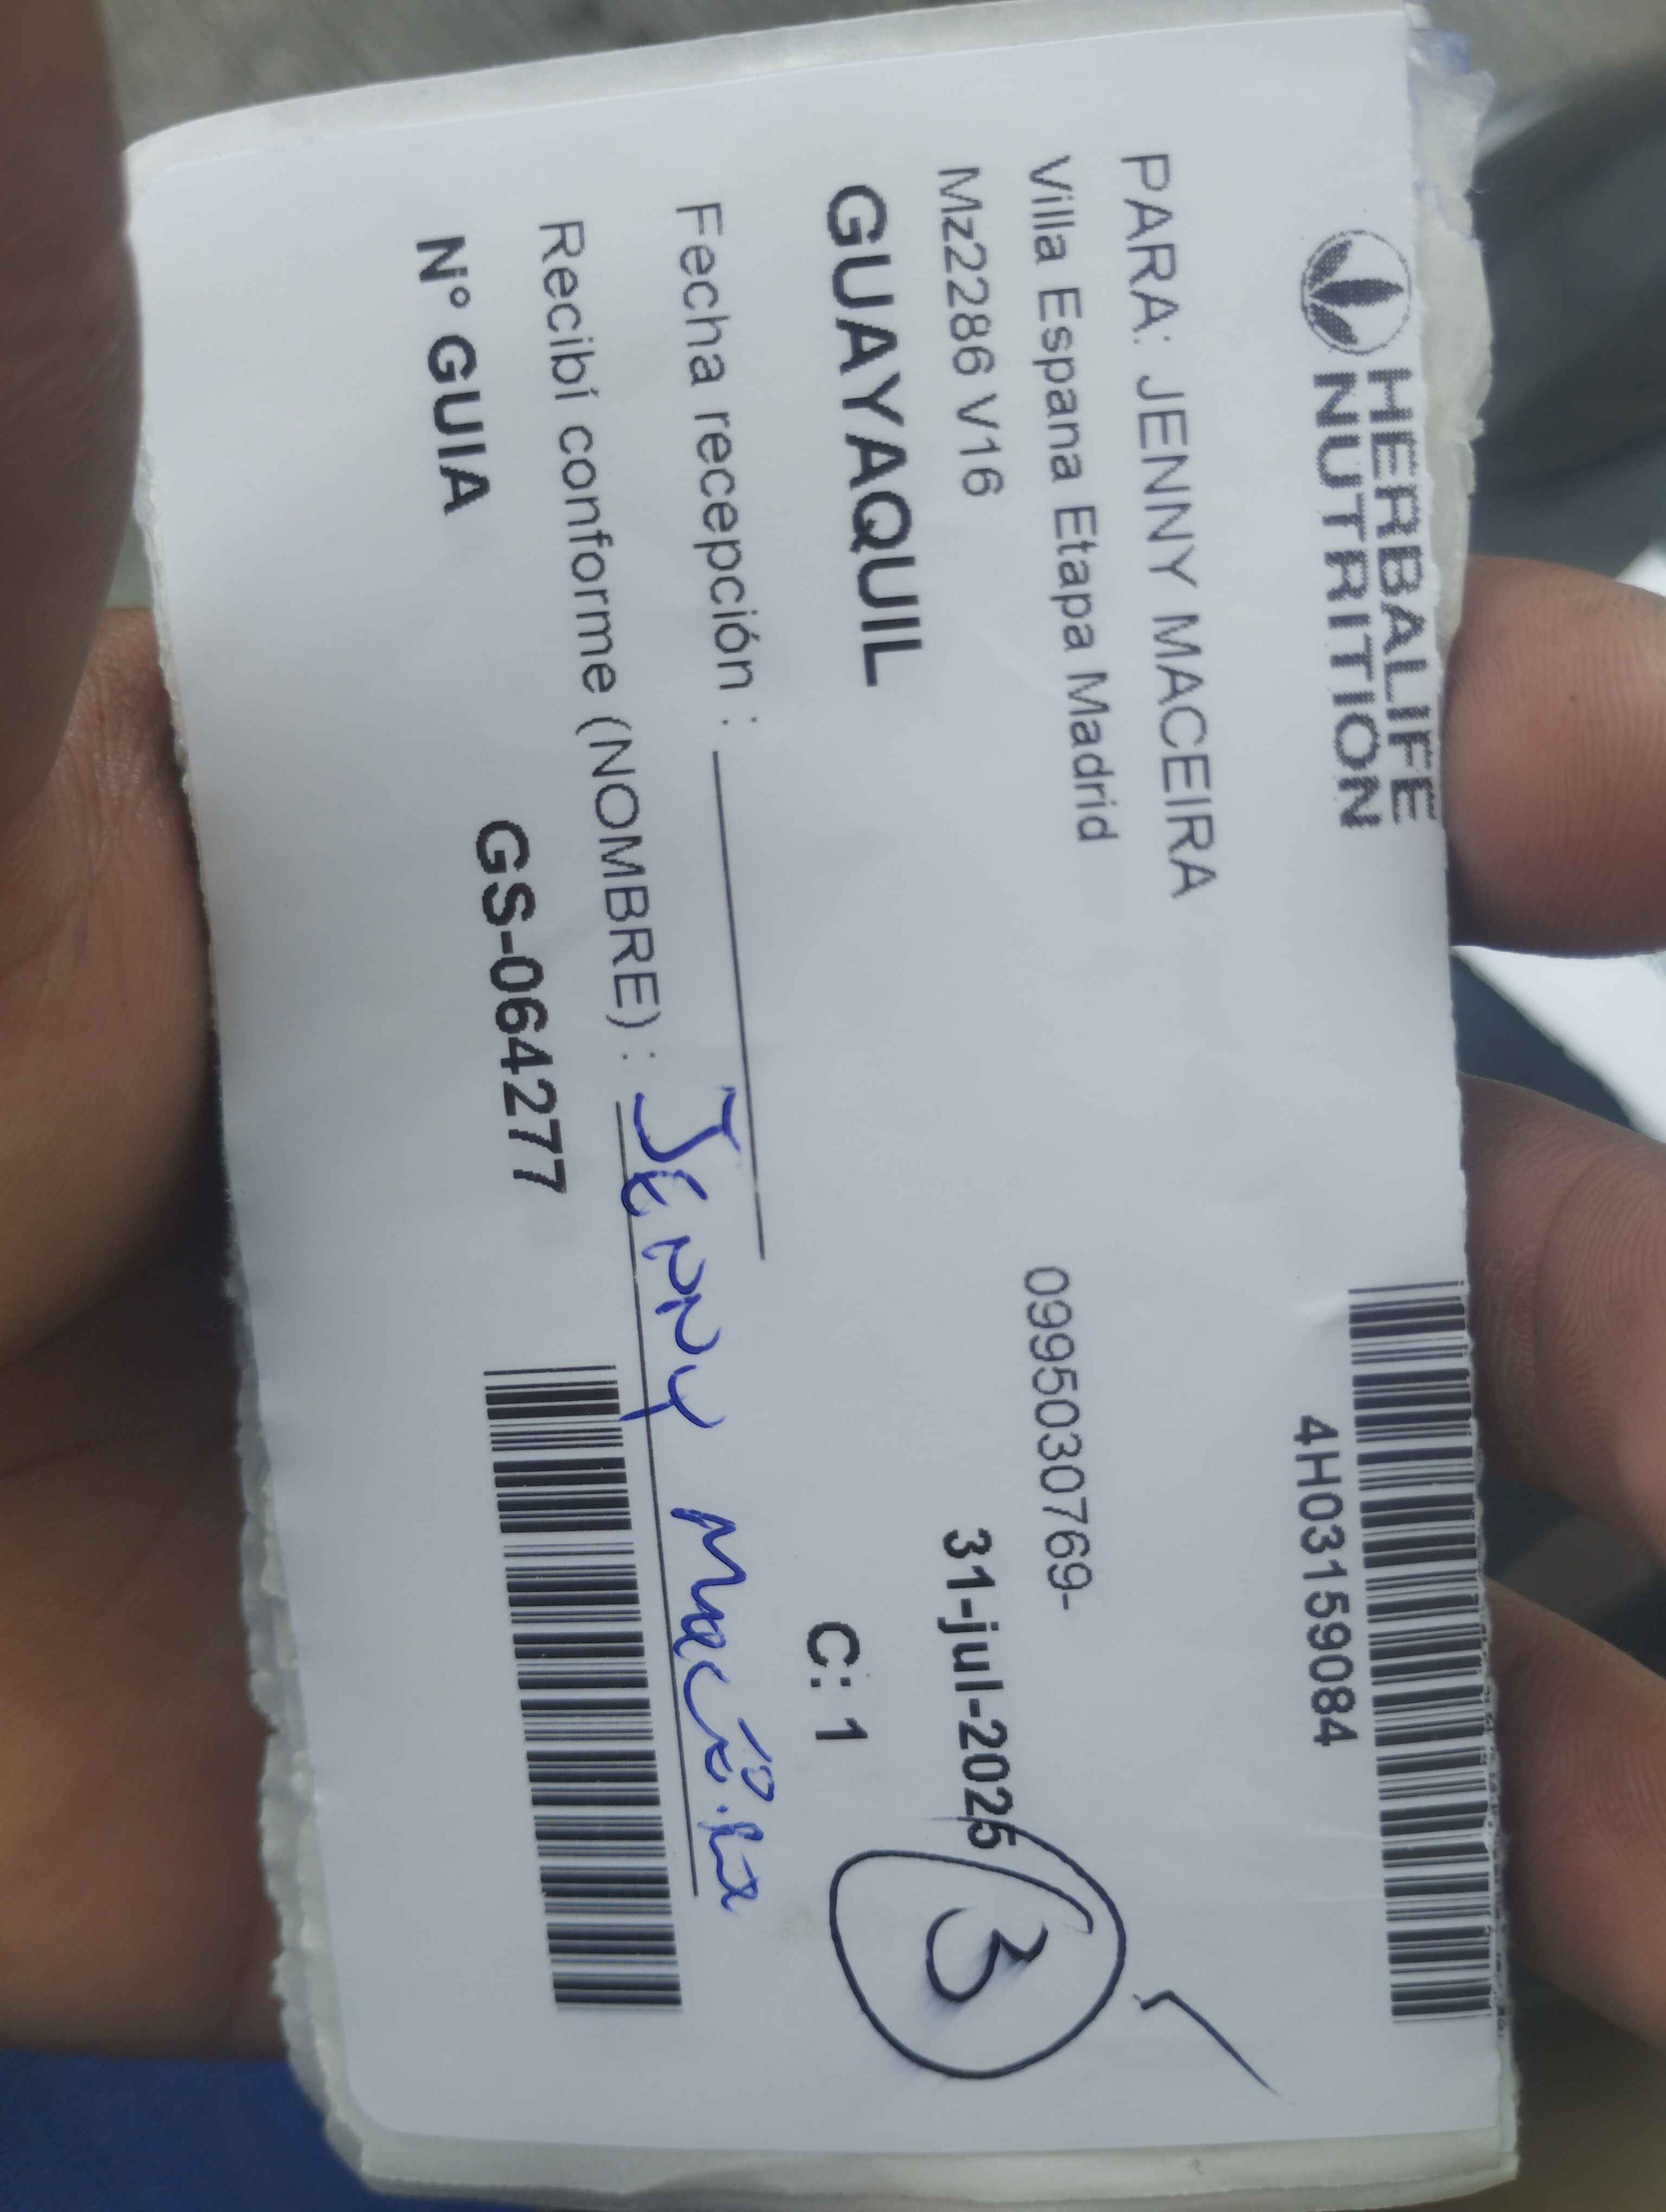 HERBALIFE
NUTRITION
4H03159084
PARA: JENNY MACEIRA
Villa Espana Etapa Madrid
0995030769-
Mz2286 V16
31-jul-2025
3
GUAYAQUIL
C: 1
Fecha recepción :
Recibí conforme (NOMBRE) : JENNY Maceira
N° GUIA
GS-064277